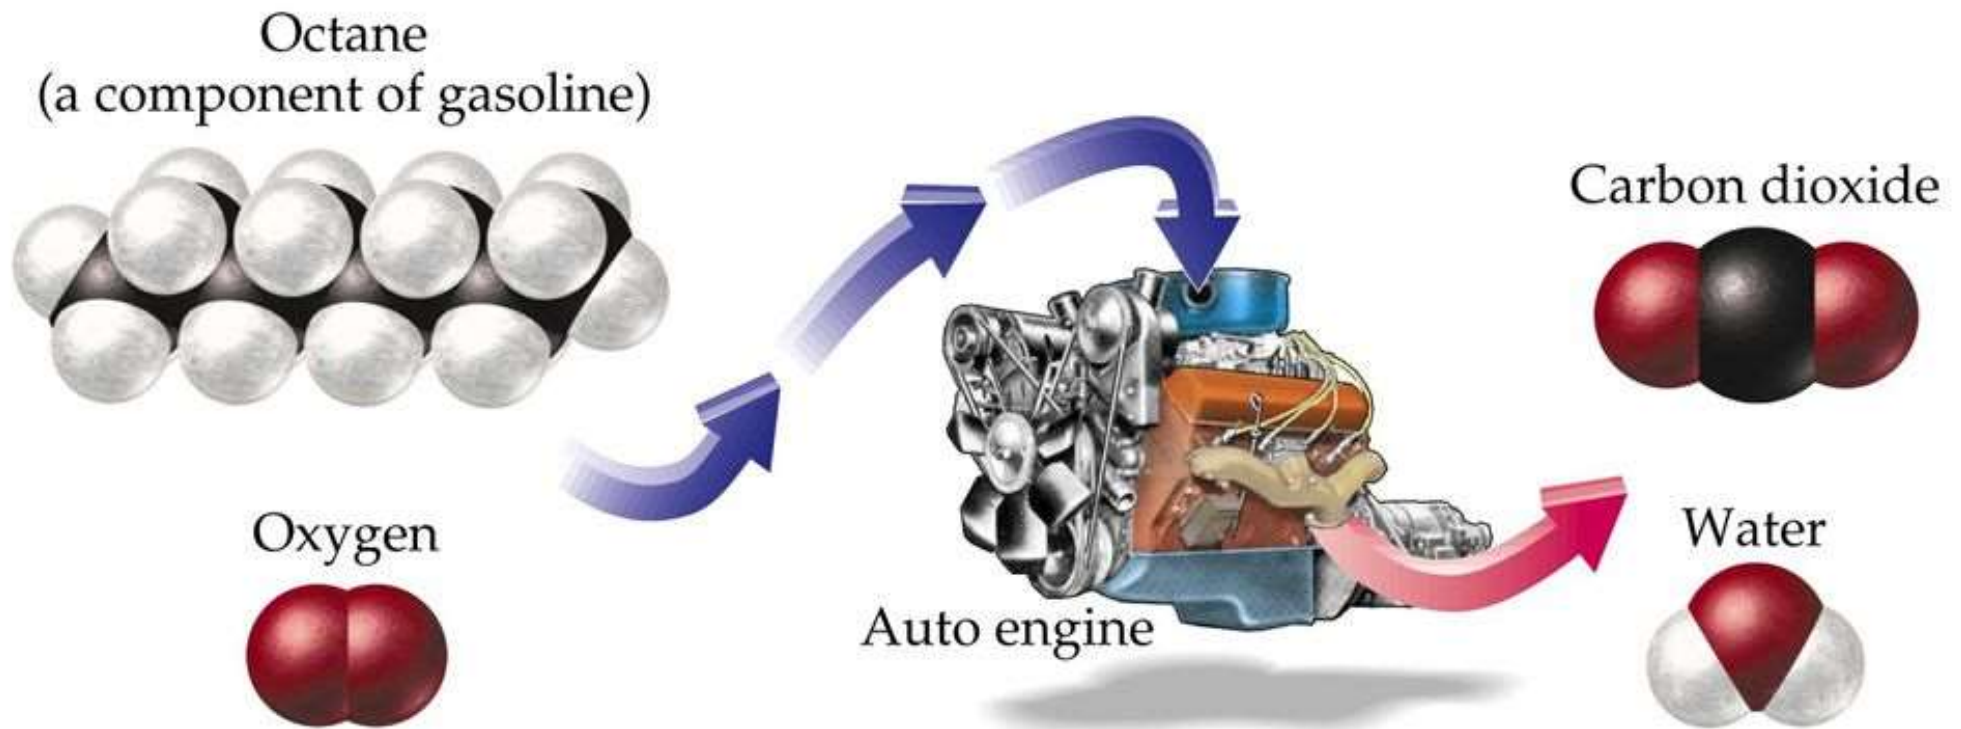 Octane
(a component of gasoline)
Oxygen
Auto engine
Carbon dioxide
Water